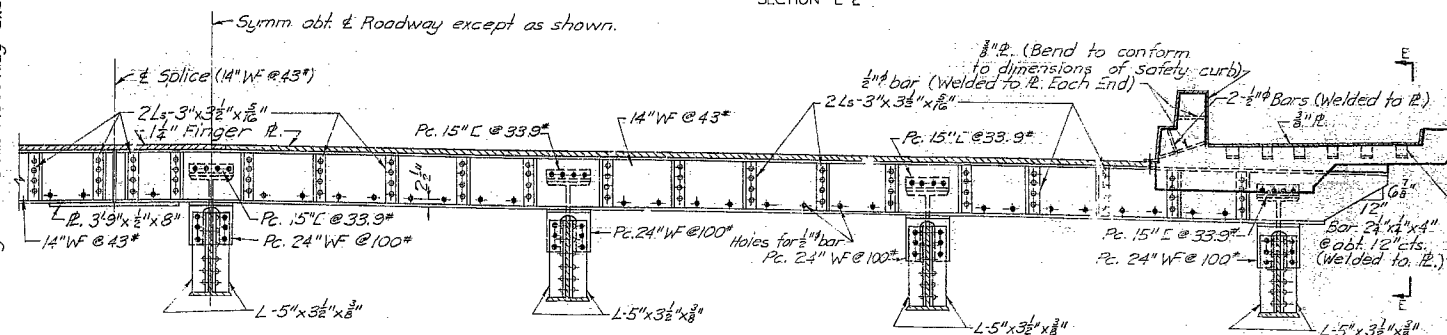 SECTION E-E
Symm. abt. ℄ Roadway except as shown.
℄ Splice (14" WF @ 43#)
2 Ls-3"x3½"x5/16"
1¼" Finger ℙ.
Pc. 15"[ @ 33.9#
14" WF @ 43#
½"ϕ bar (Welded to ℙ. Each End)
2 Ls-3"x3½"x5/16"
⅜" ℙ. (Bend to conform
to dimensions of safety curb)
2-½"ϕ Bars (Welded to ℙ.)
⅜" ℙ.
Pc. 15"[ @ 33.9#
E
2½"
ℙ. 3'-9"x½"x8"
14" WF @ 43#
Pc. 15"[ @ 33.9#
Pc. 24" WF @ 100#
Pc. 24" WF @ 100#
Holes for ½"ϕ bar
Pc. 24" WF @ 100#
Pc. 15"[ @ 33.9#
Pc. 24" WF @ 100#
6⅞"
12"
Bar 2¼"x¼"x4"
@ abt. 12" cts.
(Welded to ℙ.)
E
L-5"x3½"x⅜"
L-5"x3½"x⅜"
L-5"x3½"x⅜"
L-5"x3½"x⅜"